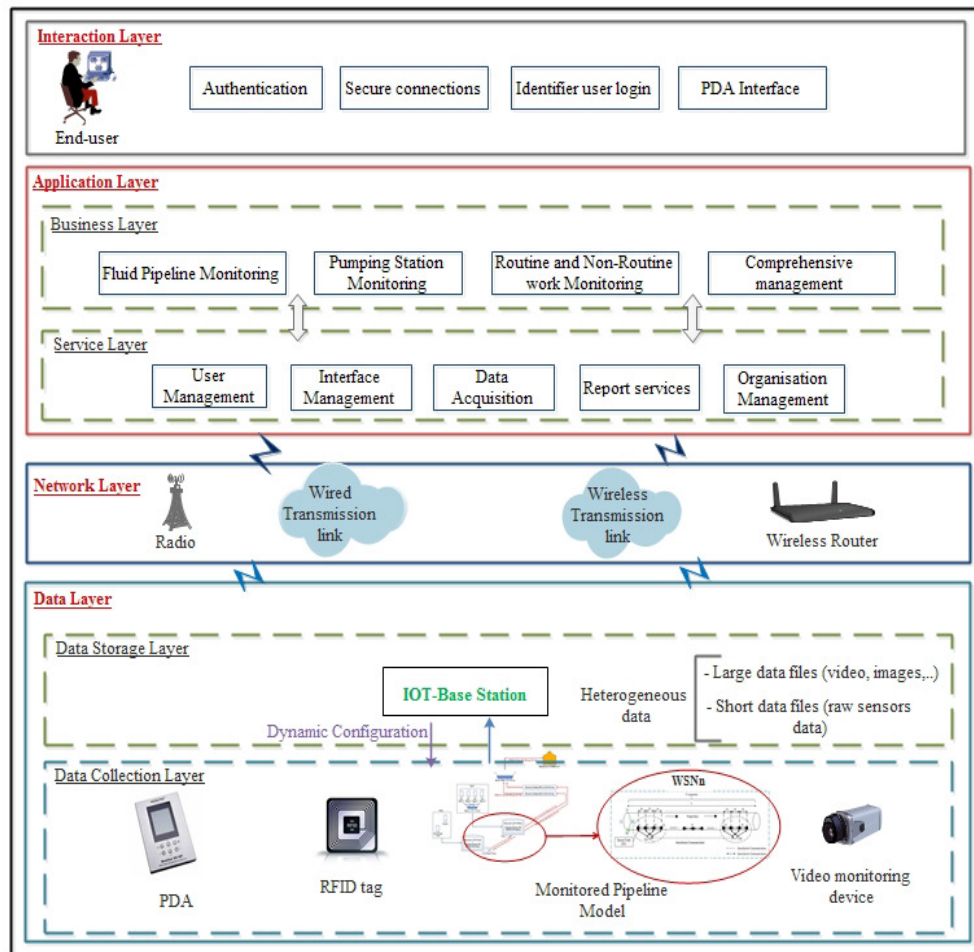 Interaction Layer
End-user
Authentication
Secure connections
Identifier user login
PDA Interface
Application Layer
Business Layer
Fluid Pipeline Monitoring
Pumping Station
Monitoring
Routine and Non-Routine
work Monitoring
Comprehensive
management
Service Layer
User
Management
Interface
Management
Data
Acquisition
Report services
Organisation
Management
Network Layer
Radio
Wired
Transmission
link
Wireless
Transmission
link
Wireless Router
Data Layer
Data Storage Layer
IOT-Base Station
Heterogeneous
data
- Large data files (video, images,..)
- Short data files (raw sensors
data)
Dynamic Configuration
Data Collection Layer
PDA
RFID tag
WSNn
Monitored Pipeline
Model
Video monitoring
device